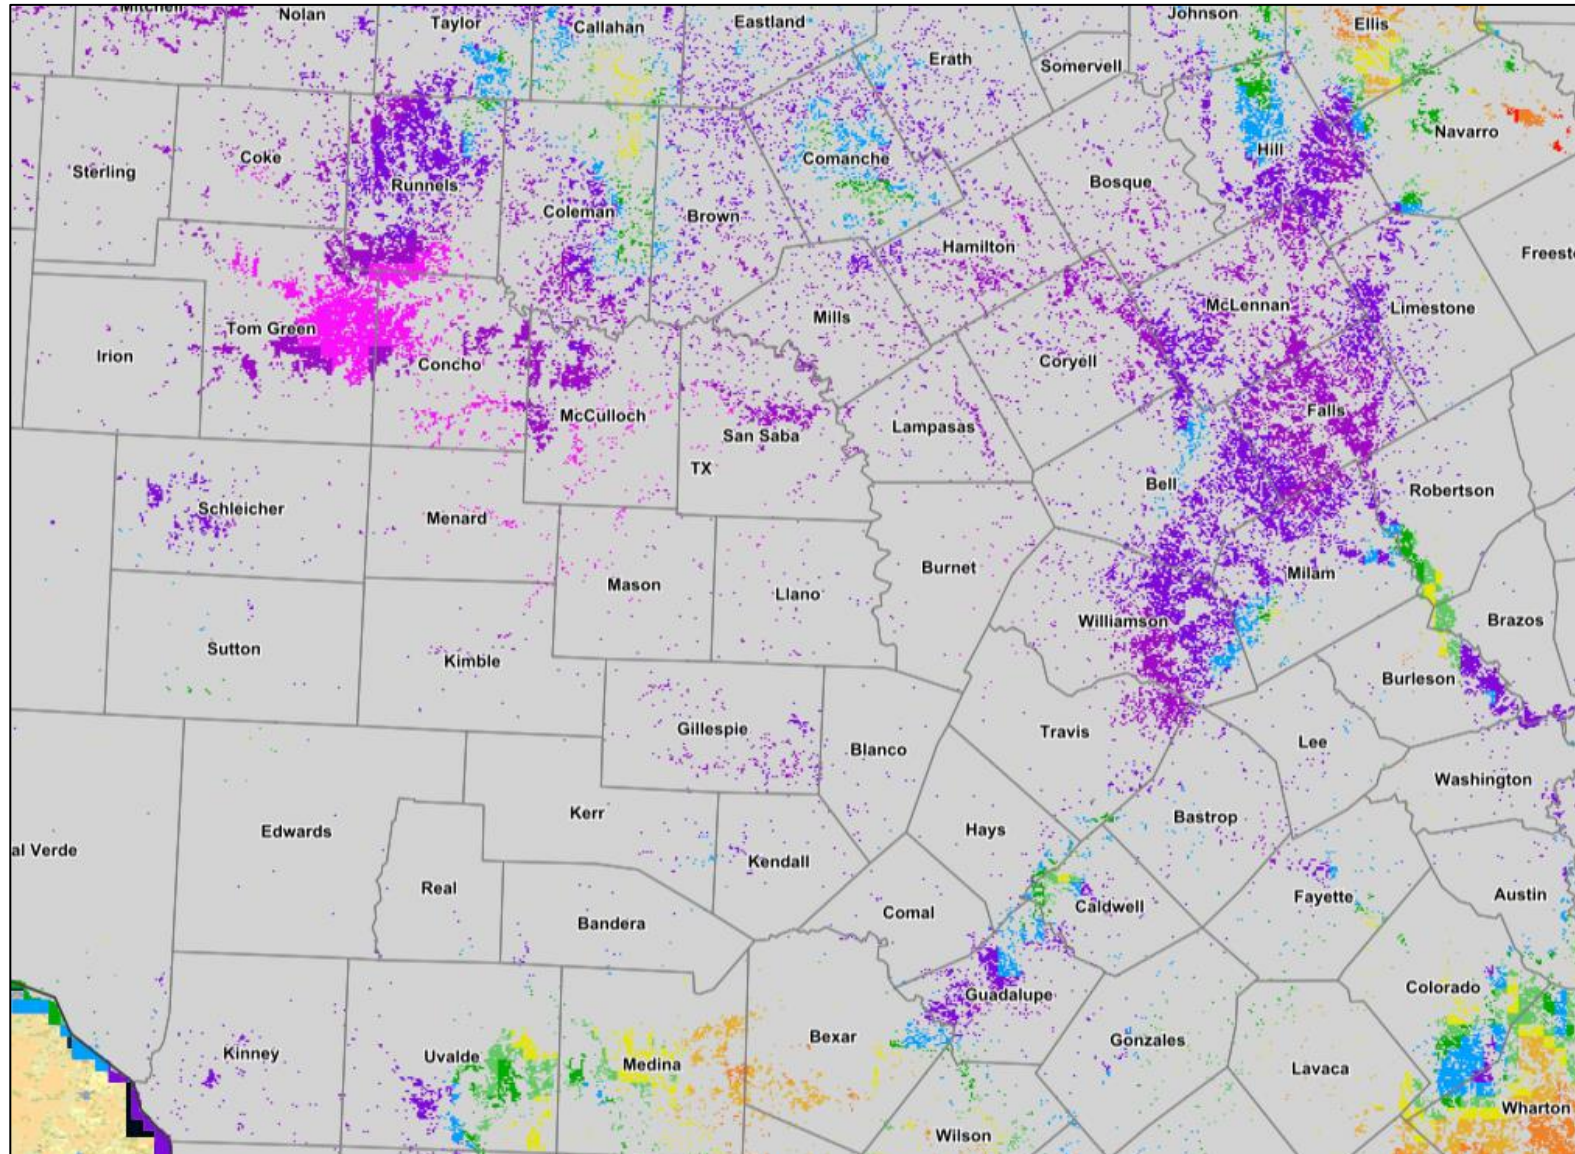 Mitchell
Nolan
Taylor
Callahan
Eastland
Johnson
Ellis
Erath
Somervell
Navarro
Sterling
Coke
Runnels
Coleman
Brown
Comanche
Bosque
Hill
Hamilton
Freest
Irion
Tom Green
Concho
McCulloch
San Saba
Mills
Lampasas
Coryell
McLennan
Limestone
Falls
TX
Bell
Robertson
Schleicher
Menard
Mason
Llano
Burnet
Milam
Williamson
Brazos
Sutton
Kimble
Burleson
Gillespie
Blanco
Travis
Lee
Washington
al Verde
Edwards
Kerr
Kendall
Hays
Bastrop
Real
Bandera
Comal
Caldwell
Fayette
Austin
Guadalupe
Colorado
Kinney
Uvalde
Medina
Bexar
Gonzales
Lavaca
Wharton
Wilson